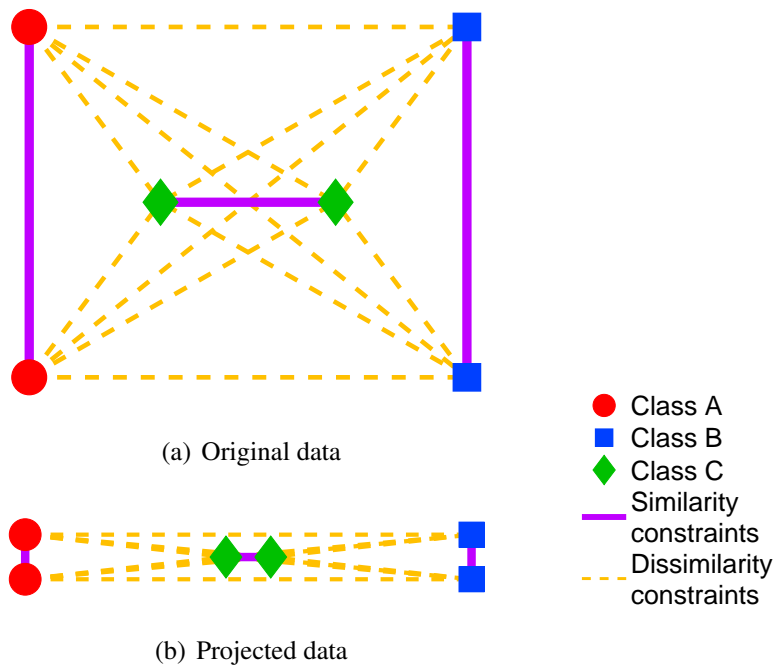 (a) Original data
Class A
Class B
Class C
Similarity
constraints
Dissimilarity
constraints
(b) Projected data